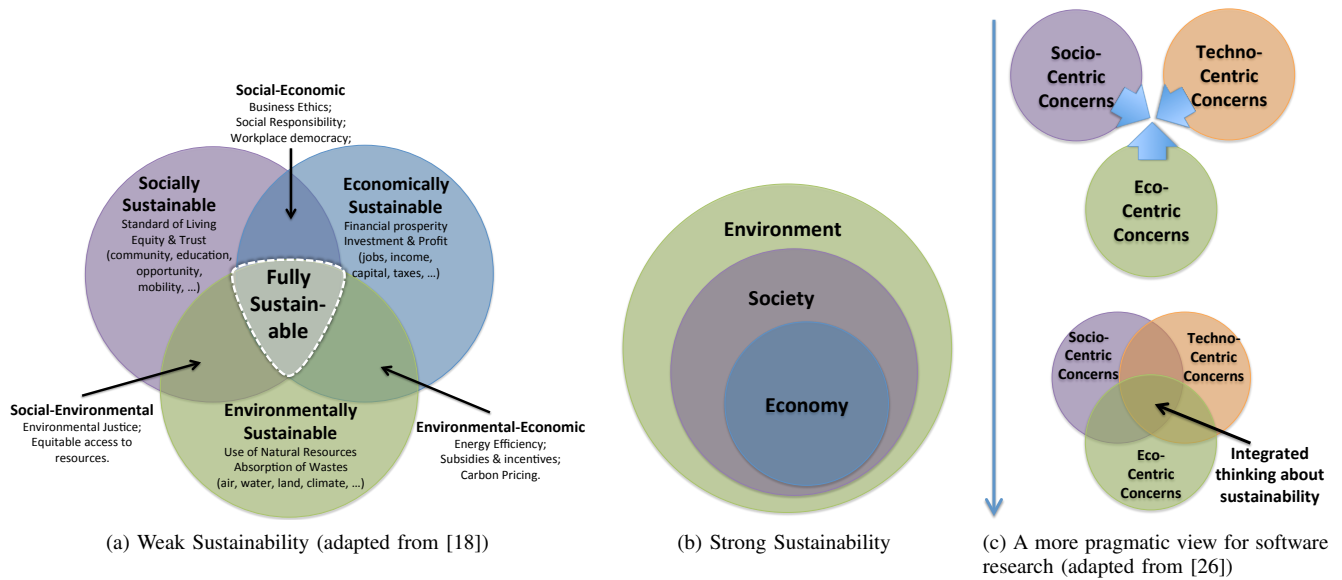 Social-Economic
Business Ethics;
Social Responsibility;
Workplace democracy;
Socially
Sustainable
Standard of Living
Equity & Trust
(community, education,
opportunity,
mobility, ...)
Economically
Sustainable
Financial prosperity
Investment & Profit
(jobs, income,
capital, taxes, ...)
Fully
Sustain-
able
Social-Environmental
Environmental Justice;
Equitable access to
resources.
Environmentally
Sustainable
Use of Natural Resources
Absorption of Wastes
(air, water, land, climate, ...)
Environmental-Economic
Energy Efficiency;
Subsidies & incentives;
Carbon Pricing.
(a) Weak Sustainability (adapted from [18])
Environment
Society
Economy
(b) Strong Sustainability
Socio-
Centric
Concerns
Techno-
Centric
Concerns
Eco-
Centric
Concerns
Socio-
Centric
Concerns
Techno-
Centric
Concerns
Eco-
Centric
Concerns
Integrated
thinking about
sustainability
(c) A more pragmatic view for software
research (adapted from [26])